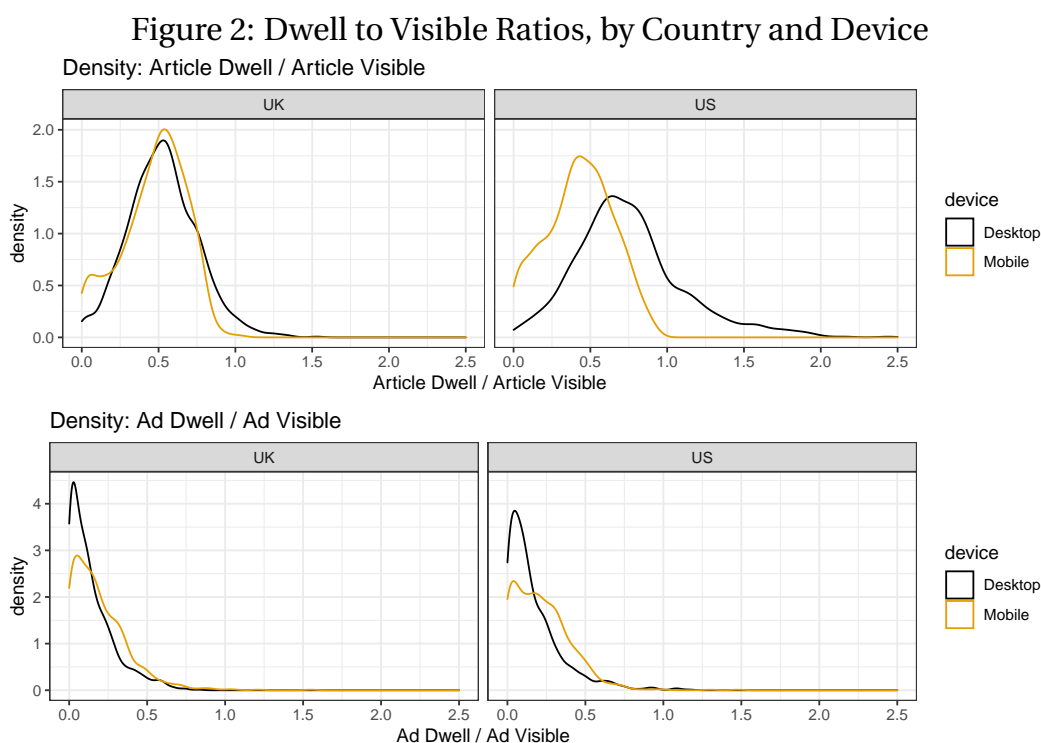 Figure 2: Dwell to Visible Ratios, by Country and Device
Density: Article Dwell / Article Visible
UK
US
2.0
1.5
1.0
0.5
0.0
density
0.0 0.5 1.0 1.5 2.0 2.5
0.0 0.5 1.0 1.5 2.0 2.5
Article Dwell / Article Visible
device
Desktop
Mobile
Density: Ad Dwell / Ad Visible
UK
US
4
3
2
1
0
density
0.0 0.5 1.0 1.5 2.0 2.5
0.0 0.5 1.0 1.5 2.0 2.5
Ad Dwell / Ad Visible
device
Desktop
Mobile